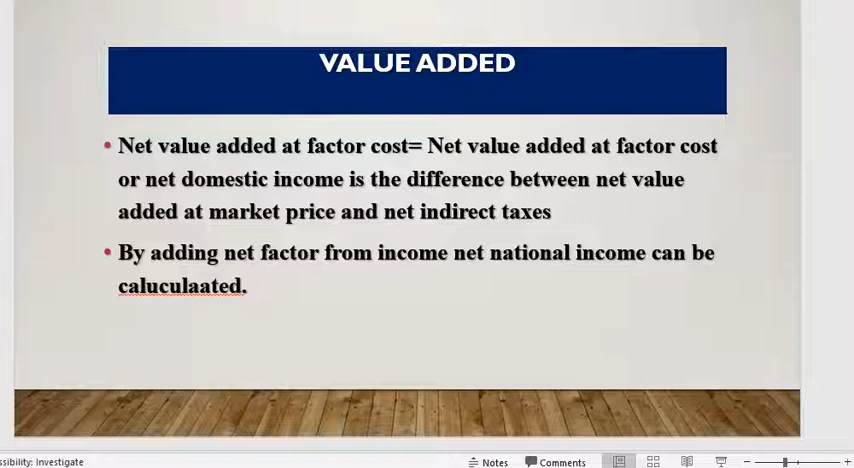 VALUE ADDED
• Net value added at factor cost= Net value added at factor cost
or net domestic income is the difference between net value
added at market price and net indirect taxes
• By adding net factor from income net national income can be
caluculaated.
ssibility: Investigate
Notes
Comments